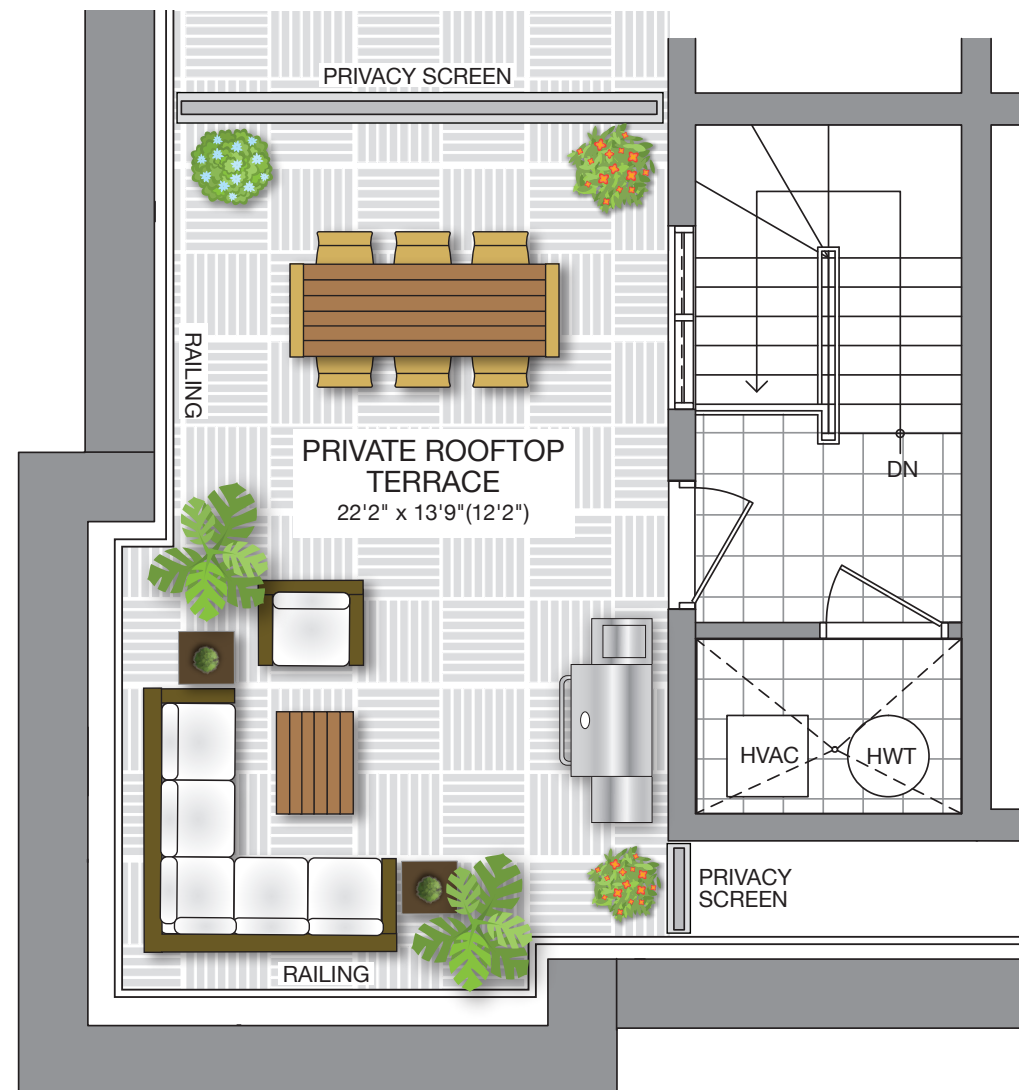 PRIVACY SCREEN
RAILING
PRIVATE ROOFTOP
TERRACE
22'2" x 13'9"(12'2")
DN
HVAC
HWT
PRIVACY
SCREEN
RAILING